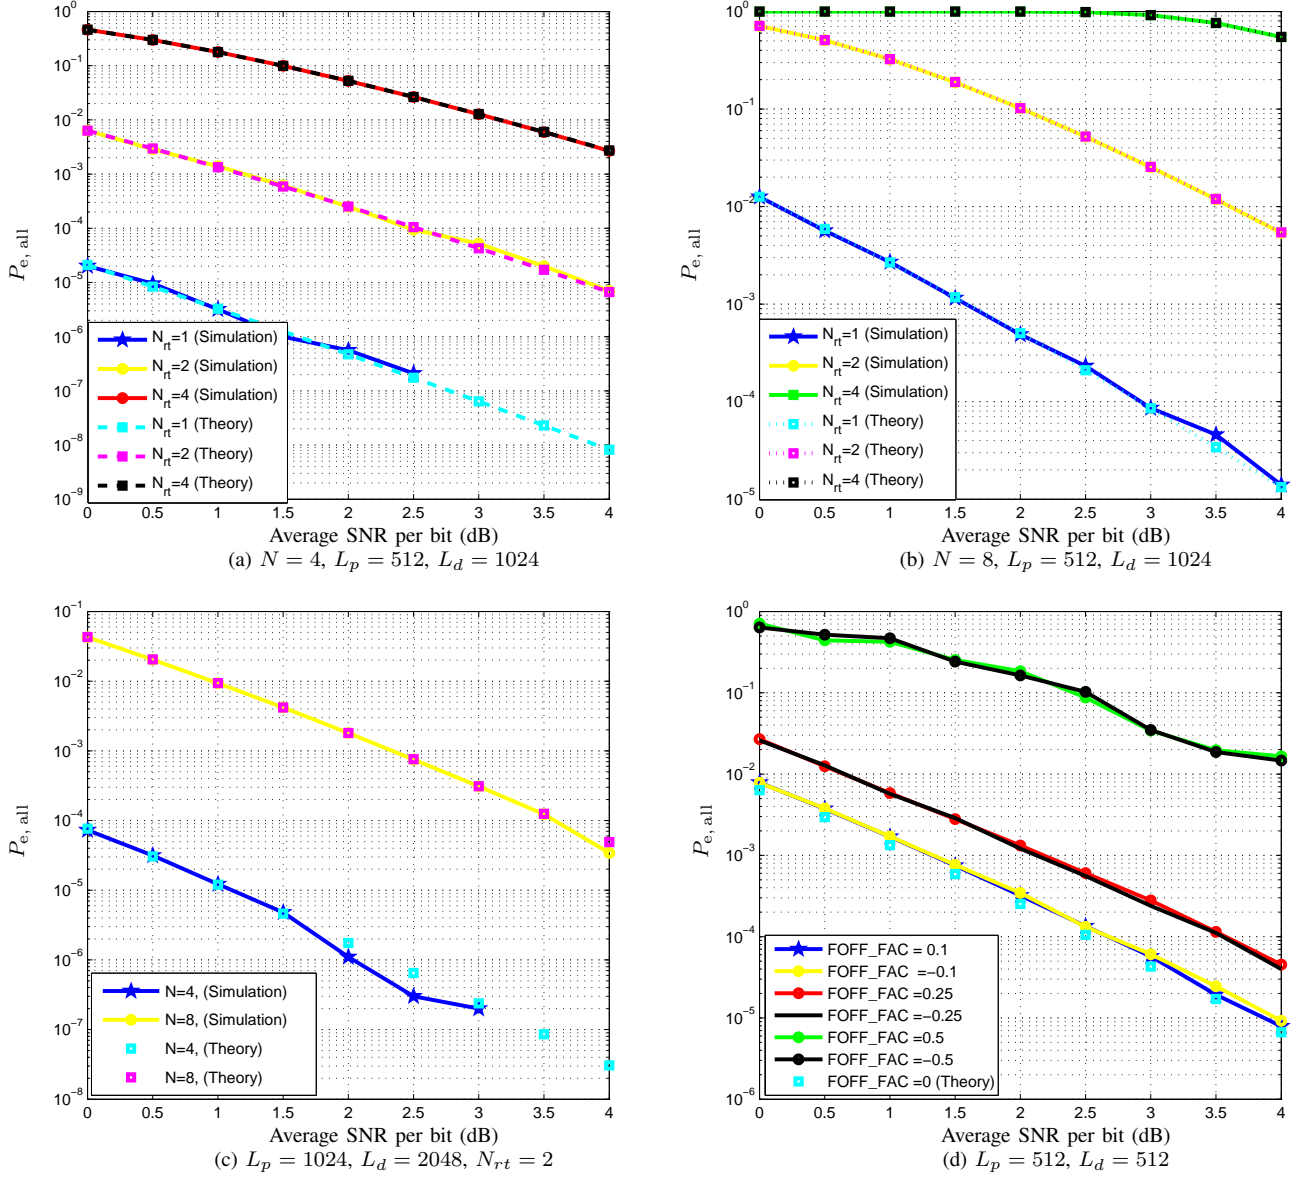 10^0
10^-1
10^-2
10^-3
10^-4
10^-5
10^-6
10^-7
10^-8
10^-9
P_e, all
N_rt=1 (Simulation)
N_rt=2 (Simulation)
N_rt=4 (Simulation)
N_rt=1 (Theory)
N_rt=2 (Theory)
N_rt=4 (Theory)
0 0.5 1 1.5 2 2.5 3 3.5 4
Average SNR per bit (dB)
(a) N = 4, L_p = 512, L_d = 1024
10^0
10^-1
10^-2
10^-3
10^-4
10^-5
P_e, all
N_rt=1 (Simulation)
N_rt=2 (Simulation)
N_rt=4 (Simulation)
N_rt=1 (Theory)
N_rt=2 (Theory)
N_rt=4 (Theory)
0 0.5 1 1.5 2 2.5 3 3.5 4
Average SNR per bit (dB)
(b) N = 8, L_p = 512, L_d = 1024
10^-1
10^-2
10^-3
10^-4
10^-5
10^-6
10^-7
10^-8
P_e, all
N=4, (Simulation)
N=8, (Simulation)
N=4, (Theory)
N=8, (Theory)
0 0.5 1 1.5 2 2.5 3 3.5 4
Average SNR per bit (dB)
(c) L_p = 1024, L_d = 2048, N_rt = 2
10^0
10^-1
10^-2
10^-3
10^-4
10^-5
10^-6
P_e, all
FOFF_FAC = 0.1
FOFF_FAC =−0.1
FOFF_FAC =0.25
FOFF_FAC =−0.25
FOFF_FAC =0.5
FOFF_FAC =−0.5
FOFF_FAC =0 (Theory)
0 0.5 1 1.5 2 2.5 3 3.5 4
Average SNR per bit (dB)
(d) L_p = 512, L_d = 512